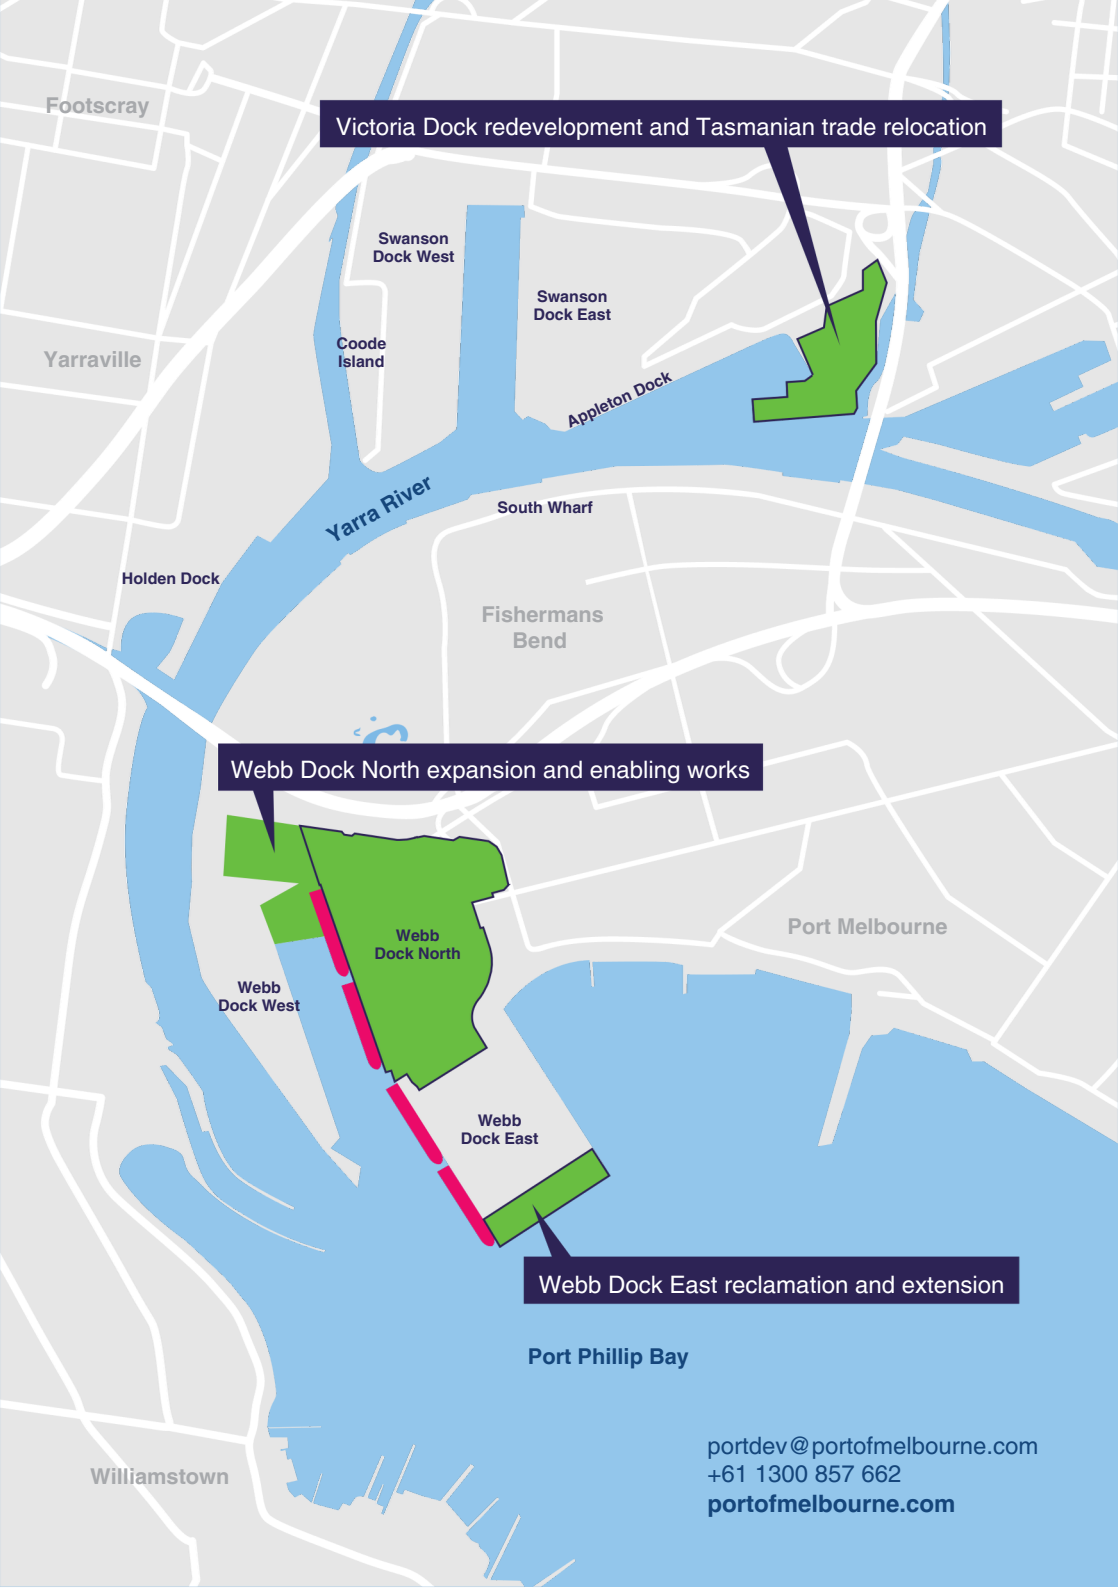 Footscray
Victoria Dock redevelopment and Tasmanian trade relocation
Swanson
Dock West
Swanson
Dock East
Coode
Island
Yarraville
Appleton Dock
Yarra River
South Wharf
Holden Dock
Fishermans
Bend
Webb Dock North expansion and enabling works
Port Melbourne
Webb
Dock North
Webb
Dock West
Webb
Dock East
Webb Dock East reclamation and extension
Port Phillip Bay
Williamstown
portdev@portofmelbourne.com
+61 1300 857 662
portofmelbourne.com